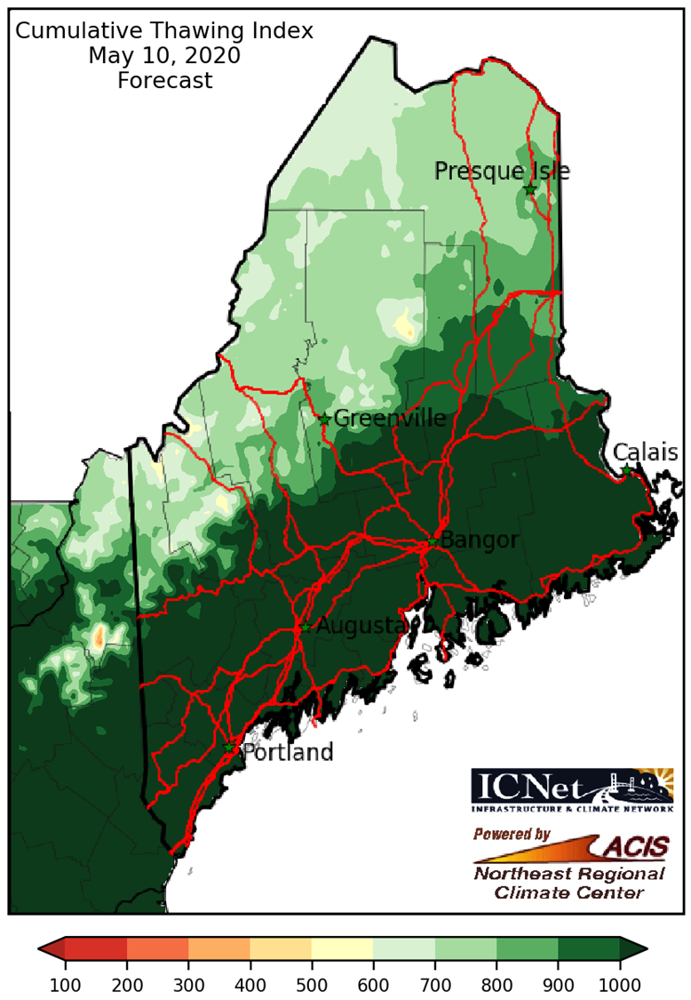 Cumulative Thawing Index
May 10, 2020
Forecast
Presque Isle
Greenville
Calais
Bangor
Augusta
Portland
ICNet
INFRASTRUCTURE & CLIMATE NETWORK
Powered by
ACIS
Northeast Regional
Climate Center
100 200 300 400 500 600 700 800 900 1000